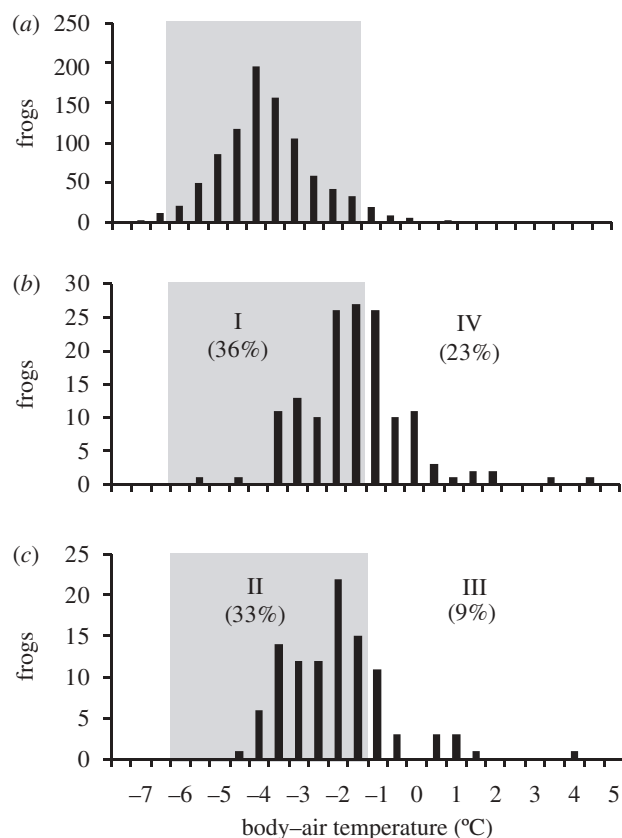 (a)
250
200
150
100
50
0
frogs
(b)
30
25
20
15
10
5
0
frogs
I
(36%)
IV
(23%)
(c)
25
20
15
10
5
0
frogs
II
(33%)
III
(9%)
–7 –6 –5 –4 –3 –2 –1 0 1 2 3 4 5
body–air temperature (ºC)